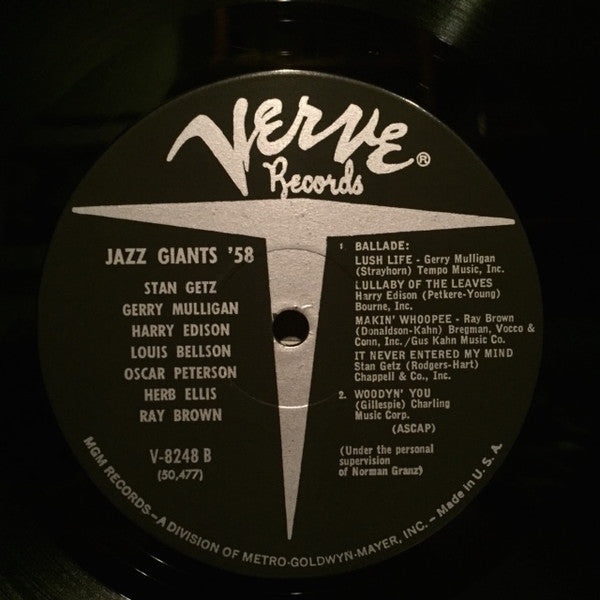 Verve®
Records
JAZZ GIANTS '58
STAN GETZ
GERRY MULLIGAN
HARRY EDISON
LOUIS BELLSON
OSCAR PETERSON
HERB ELLIS
RAY BROWN
V-8248 B
(50,477)
1. BALLADE:
LUSH LIFE - Gerry Mulligan
(Strayhorn) Tempo Music, Inc.
LULLABY OF THE LEAVES
Harry Edison (Petkere-Young)
Bourne, Inc.
MAKIN' WHOOPEE - Ray Brown
(Donaldson-Kahn) Bregman, Vocco &
Conn, Inc./Gus Kahn Music Co.
IT NEVER ENTERED MY MIND
Stan Getz (Rodgers-Hart)
Chappell & Co., Inc.
2. WOODYN' YOU
(Gillespie) Charling
Music Corp.
(ASCAP)
(Under the personal
supervision
of Norman Granz)
MGM RECORDS—A DIVISION OF METRO-GOLDWYN-MAYER, INC. – Made in U. S. A.